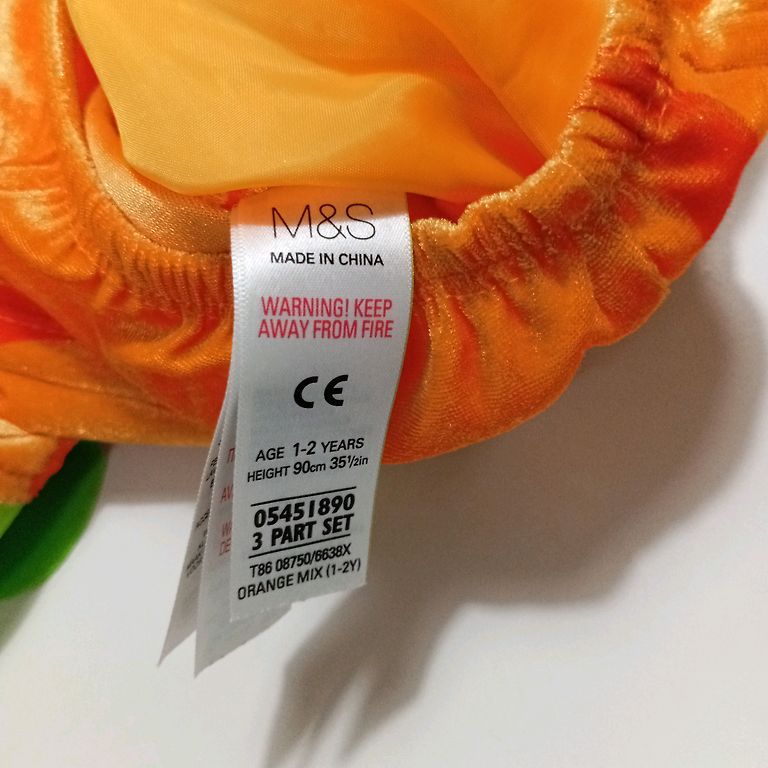 M&S
MADE IN CHINA
WARNING! KEEP
AWAY FROM FIRE
CE
AGE 1-2 YEARS
HEIGHT 90cm 35½in
05451890
3 PART SET
T86 08750/6638X
ORANGE MIX (1-2Y)